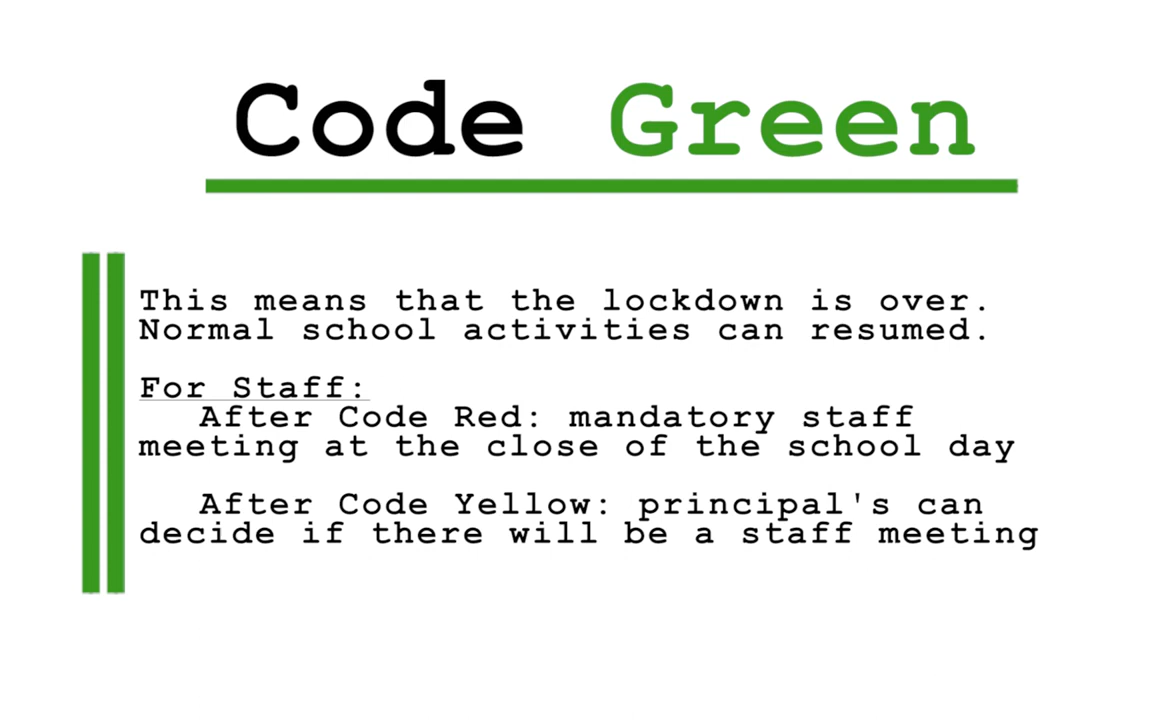 Code Green
This means that the lockdown is over.
Normal school activities can resumed.
For Staff:
After Code Red: mandatory staff
meeting at the close of the school day
After Code Yellow: principal's can
decide if there will be a staff meeting